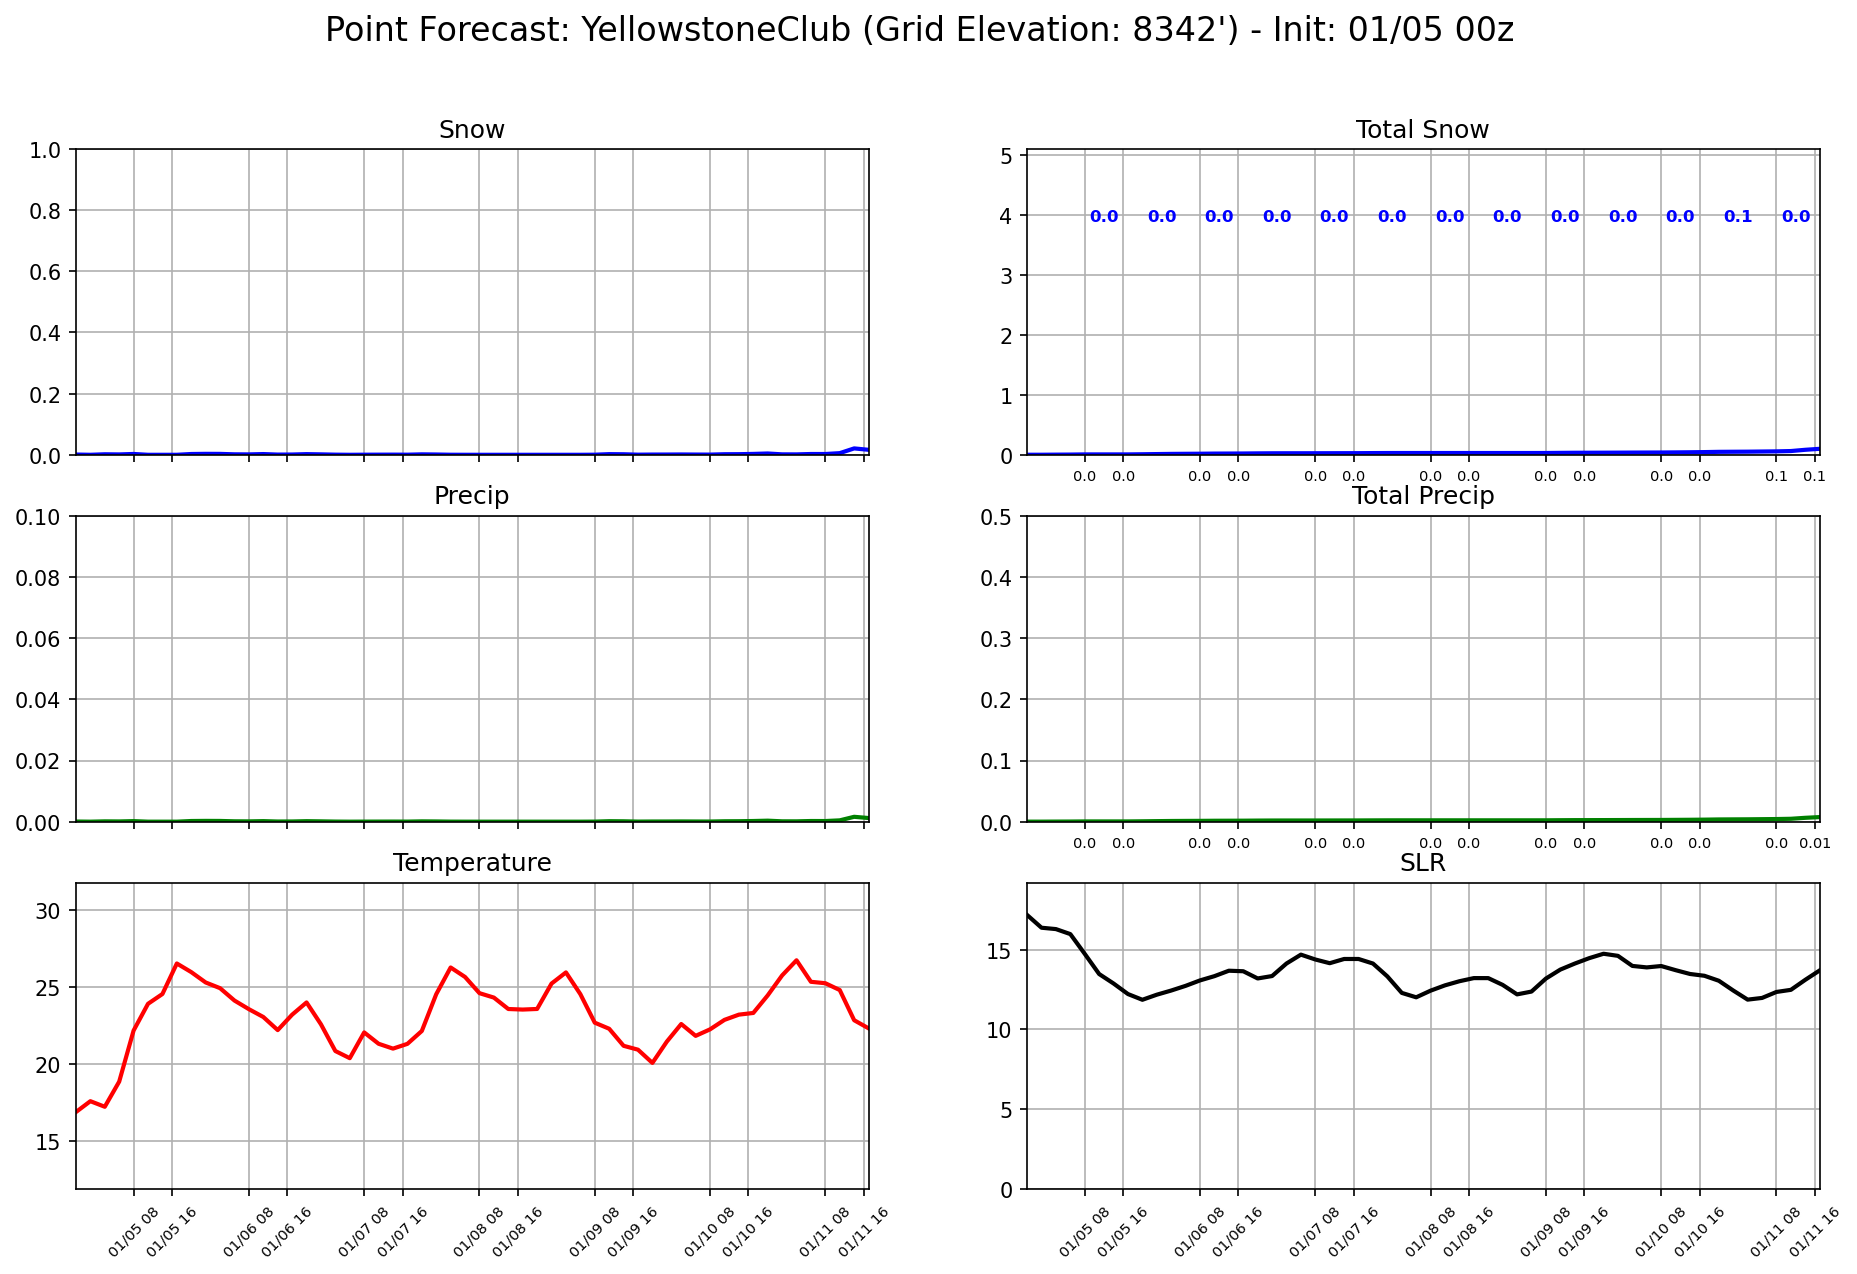 Point Forecast: YellowstoneClub (Grid Elevation: 8342') - Init: 01/05 00z
Snow
1.0
0.8
0.6
0.4
0.2
0.0
Total Snow
5
4
3
2
1
0
0.0 0.0 0.0 0.0 0.0 0.0 0.0 0.0 0.0 0.0 0.0 0.1 0.0
0.0 0.0 0.0 0.0 0.0 0.0 0.0 0.0 0.0 0.0 0.0 0.0 0.1 0.1
Precip
0.10
0.08
0.06
0.04
0.02
0.00
Total Precip
0.5
0.4
0.3
0.2
0.1
0.0
0.0 0.0 0.0 0.0 0.0 0.0 0.0 0.0 0.0 0.0 0.0 0.0 0.0 0.01
Temperature
30
25
20
15
01/05 08 01/05 16 01/06 08 01/06 16 01/07 08 01/07 16 01/08 08 01/08 16 01/09 08 01/09 16 01/10 08 01/10 16 01/11 08 01/11 16
SLR
15
10
5
0
01/05 08 01/05 16 01/06 08 01/06 16 01/07 08 01/07 16 01/08 08 01/08 16 01/09 08 01/09 16 01/10 08 01/10 16 01/11 08 01/11 16